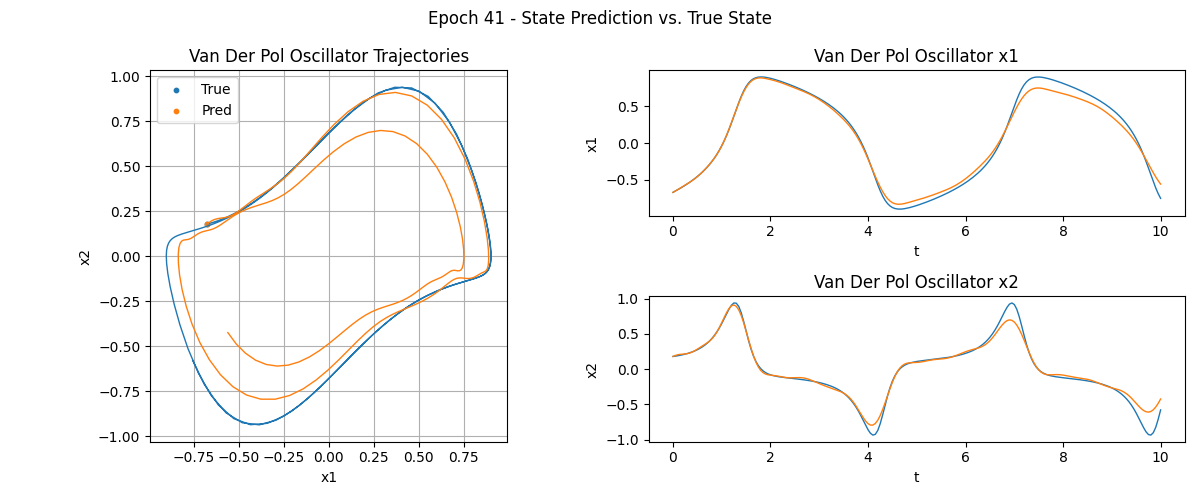 Epoch 41 - State Prediction vs. True State
Van Der Pol Oscillator Trajectories
True
Pred
1.00
0.75
0.50
0.25
0.00
−0.25
−0.50
−0.75
−1.00
x2
−0.75 −0.50 −0.25 0.00 0.25 0.50 0.75
x1
Van Der Pol Oscillator x1
0.5
0.0
−0.5
x1
0 2 4 6 8 10
t
Van Der Pol Oscillator x2
1.0
0.5
0.0
−0.5
−1.0
x2
0 2 4 6 8 10
t